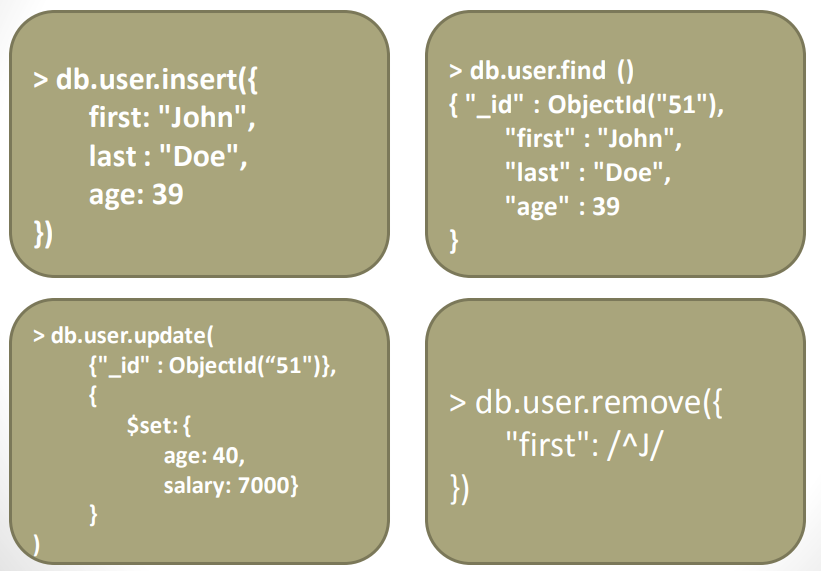 > db.user.insert({
first: "John",
last : "Doe",
age: 39
})
> db.user.find ()
{ "_id" : ObjectId("51"),
"first" : "John",
"last" : "Doe",
"age" : 39
}
> db.user.update(
{"_id" : ObjectId(“51")},
{
$set: {
age: 40,
salary: 7000}
}
)
> db.user.remove({
"first": /^J/
})